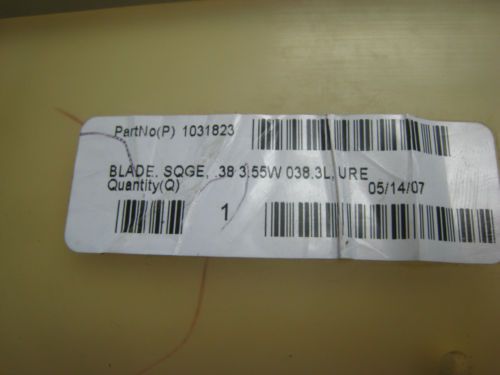 PartNo(P) 1031823
BLADE, SQGE, .38 3.55W 038.3L, URE
Quantity(Q) 05/14/07
1